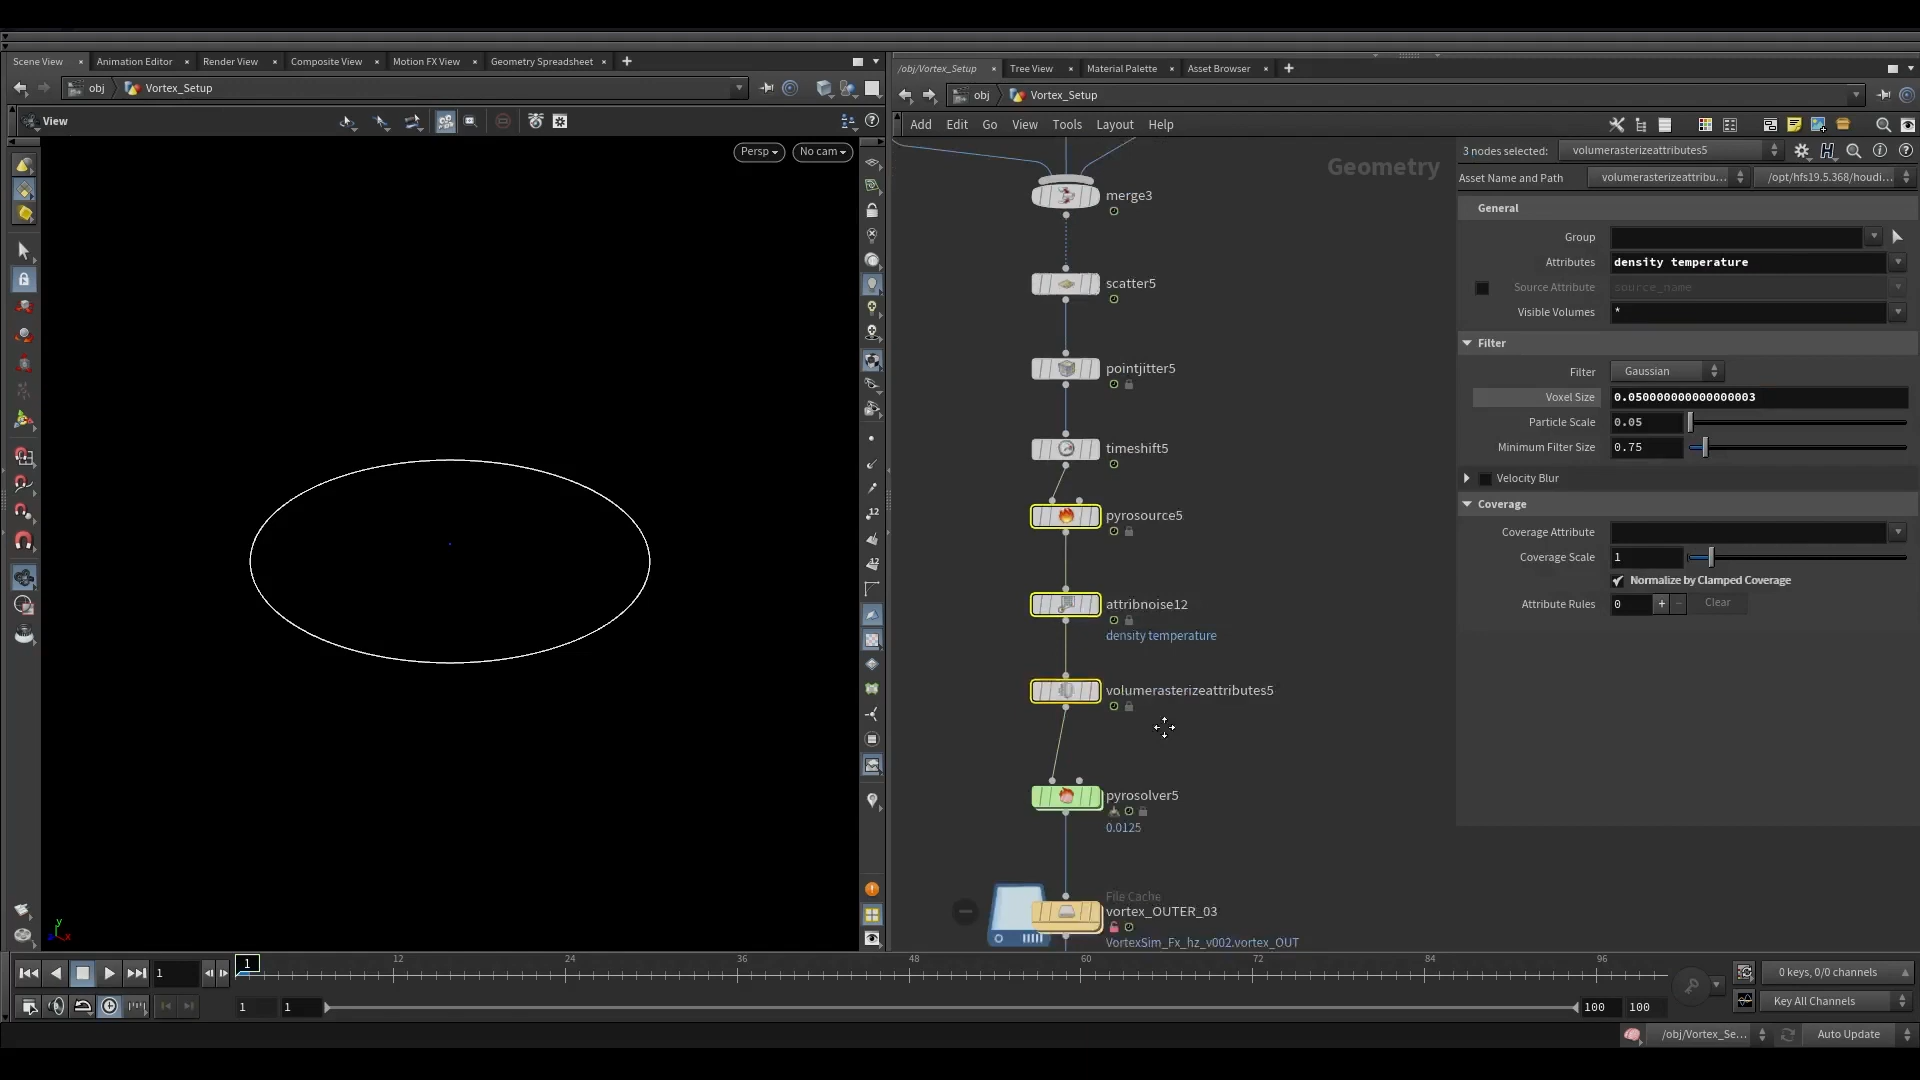 Scene View
Animation Editor
Render View
Composite View
Motion FX View
Geometry Spreadsheet
obj
Vortex_Setup
View
Persp
No cam
12
12
y
x
/obj/Vortex_Setup
Tree View
Material Palette
Asset Browser
obj
Vortex_Setup
Add
Edit
Go
View
Tools
Layout
Help
Geometry
merge3
scatter5
pointjitter5
timeshift5
pyrosource5
attribnoise12
density temperature
volumerasterizeattributes5
pyrosolver5
0.0125
File Cache
vortex_OUTER_03
VortexSim_Fx_hz_v002.vortex_OUT
3 nodes selected:
volumerasterizeattributes5
Asset Name and Path
volumerasterizeattribu...
/opt/hfs19.5.368/houdi...
General
Group
Attributes
density temperature
Source Attribute
source_name
Visible Volumes
*
Filter
Filter
Gaussian
Voxel Size
0.050000000000000003
Particle Scale
0.05
Minimum Filter Size
0.75
Velocity Blur
Coverage
Coverage Attribute
Coverage Scale
1
Normalize by Clamped Coverage
Attribute Rules
0
+
-
Clear
1
1
12
24
36
48
60
72
84
96
1
1
100
100
0 keys, 0/0 channels
Key All Channels
/obj/Vortex_Se...
Auto Update